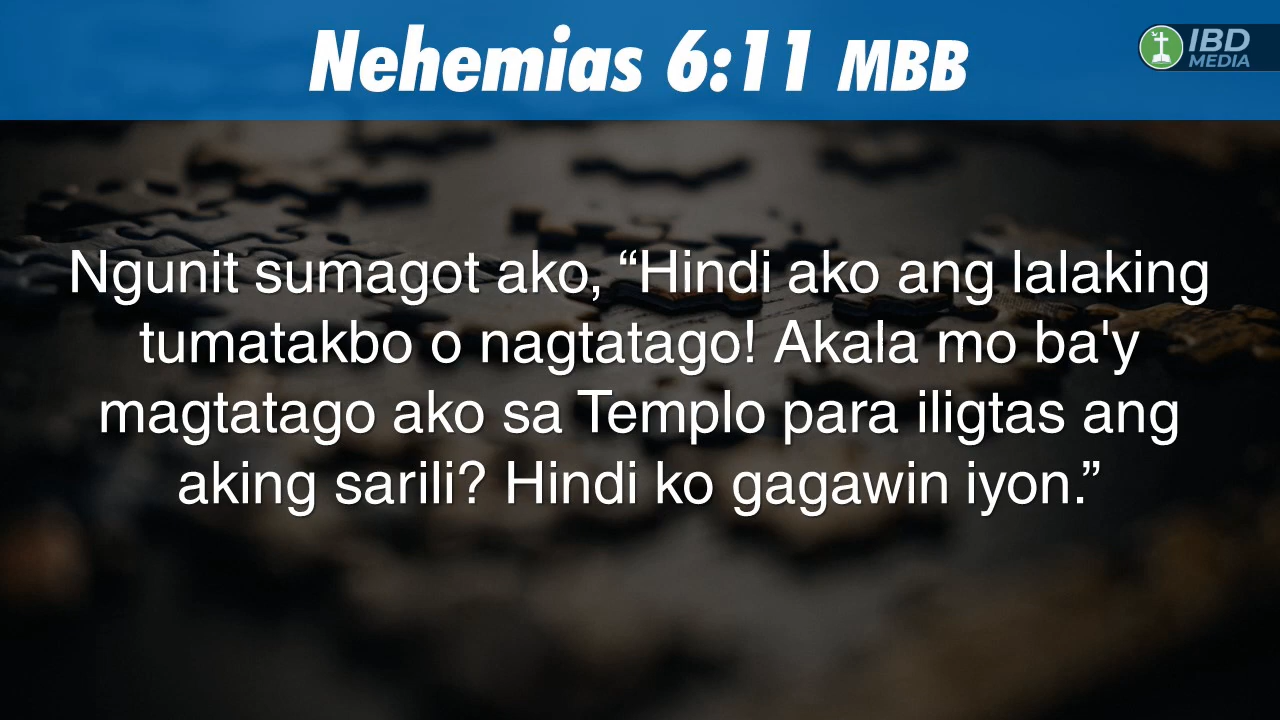 Nehemias 6:11 MBB
IBD
MEDIA
Ngunit sumagot ako, “Hindi ako ang lalaking
tumatakbo o nagtatago! Akala mo ba'y
magtatago ako sa Templo para iligtas ang
aking sarili? Hindi ko gagawin iyon.”